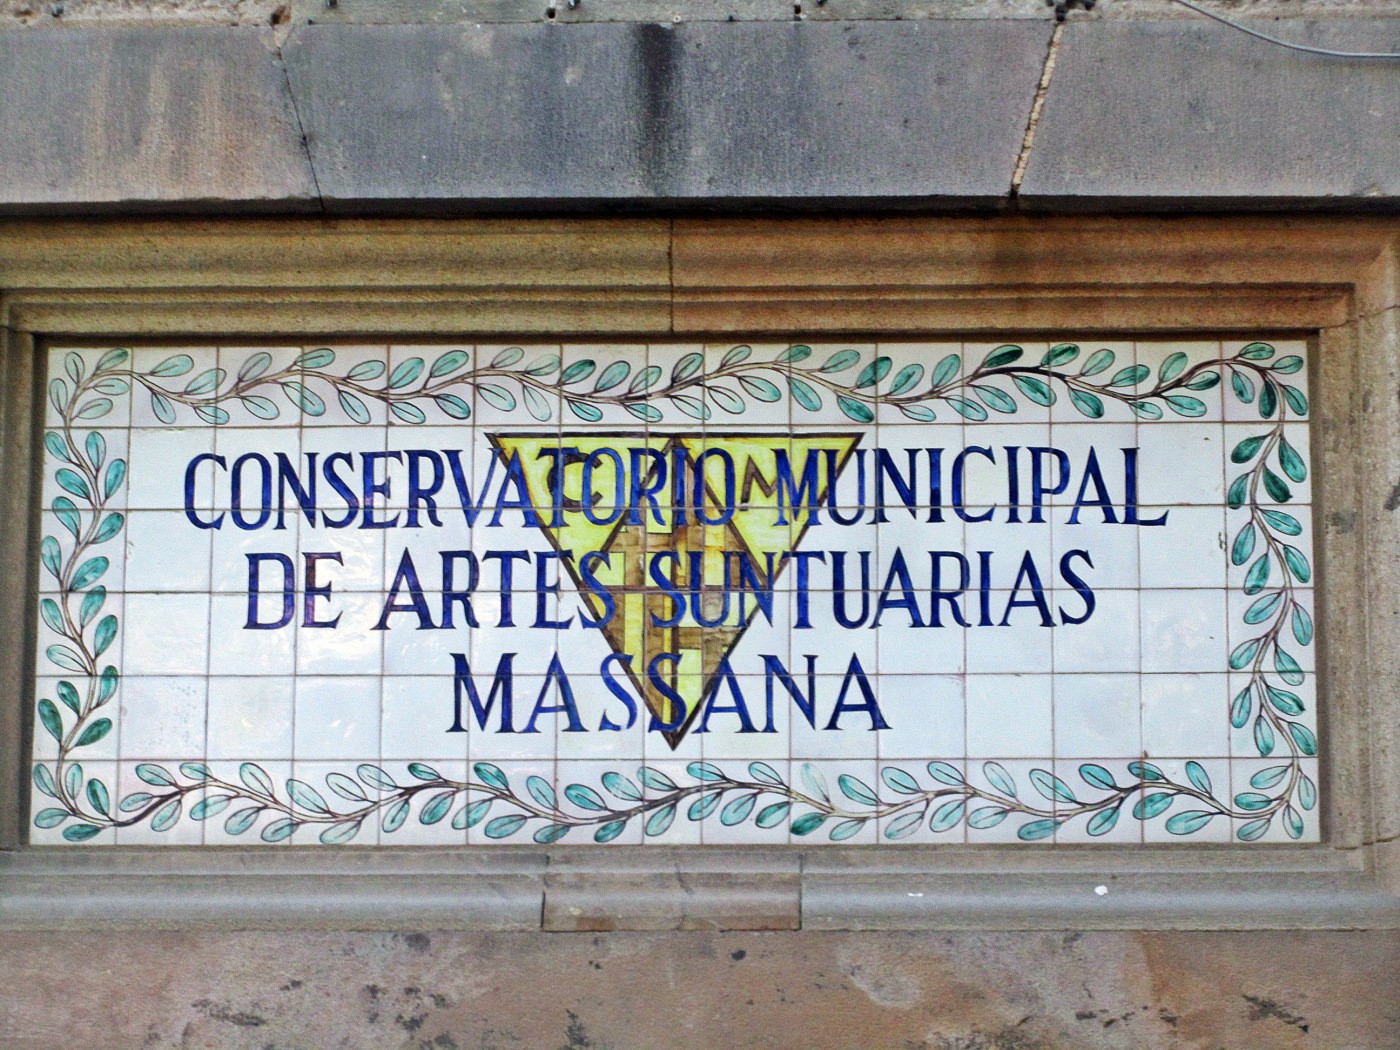 CONSERVATORIO MUNICIPAL
DE ARTES SUNTUARIAS
MASSANA